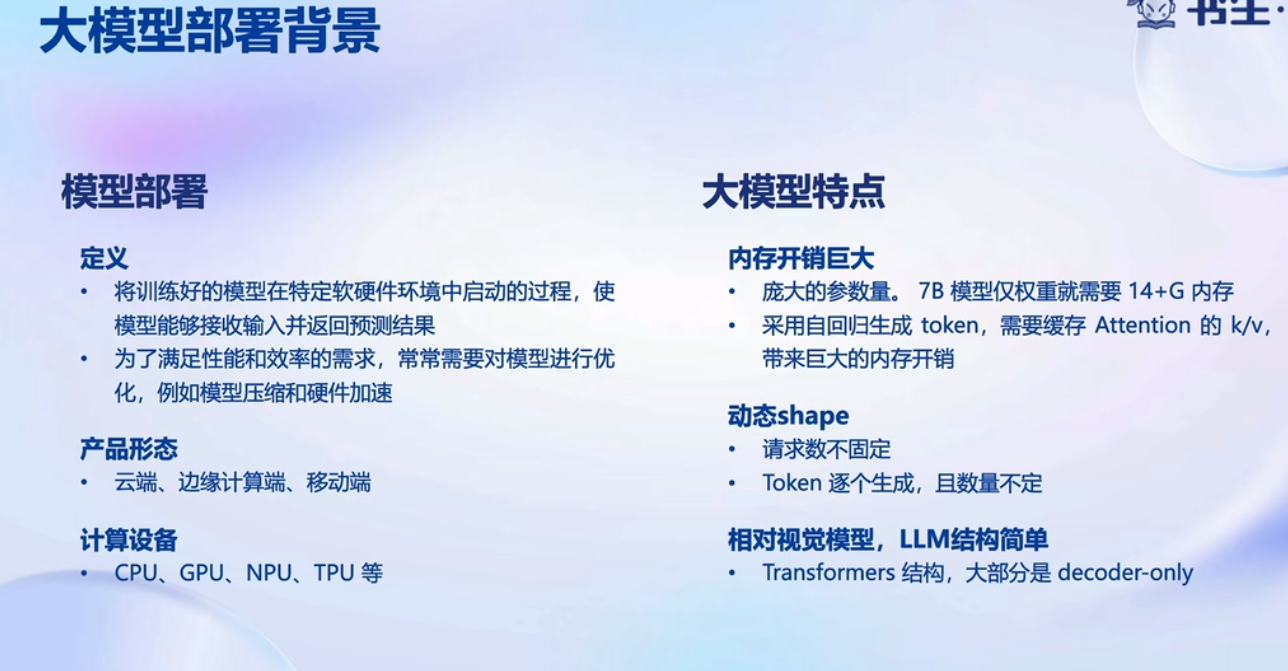 大模型部署背景
书生·
模型部署
定义
• 将训练好的模型在特定软硬件环境中启动的过程，使
模型能够接收输入并返回预测结果
• 为了满足性能和效率的需求，常常需要对模型进行优
化，例如模型压缩和硬件加速
产品形态
• 云端、边缘计算端、移动端
计算设备
• CPU、GPU、NPU、TPU 等
大模型特点
内存开销巨大
• 庞大的参数量。 7B 模型仅权重就需要 14+G 内存
• 采用自回归生成 token，需要缓存 Attention 的 k/v，
带来巨大的内存开销
动态shape
• 请求数不固定
• Token 逐个生成，且数量不定
相对视觉模型，LLM结构简单
• Transformers 结构，大部分是 decoder-only